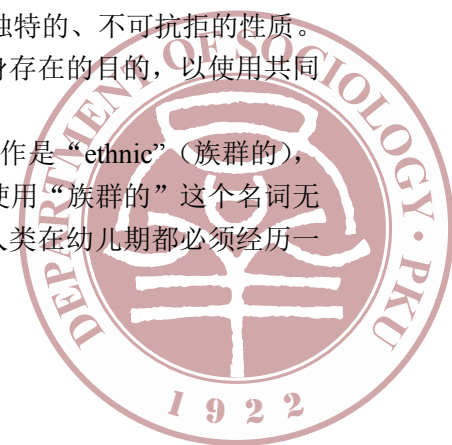 独特的、不可抗拒的性质。
身存在的目的，以使用共同
作是“ethnic”（族群的），
使用“族群的”这个名词无
人类在幼儿期都必须经历一
DEPARTMENT OF SOCIOLOGY · PKU
1922